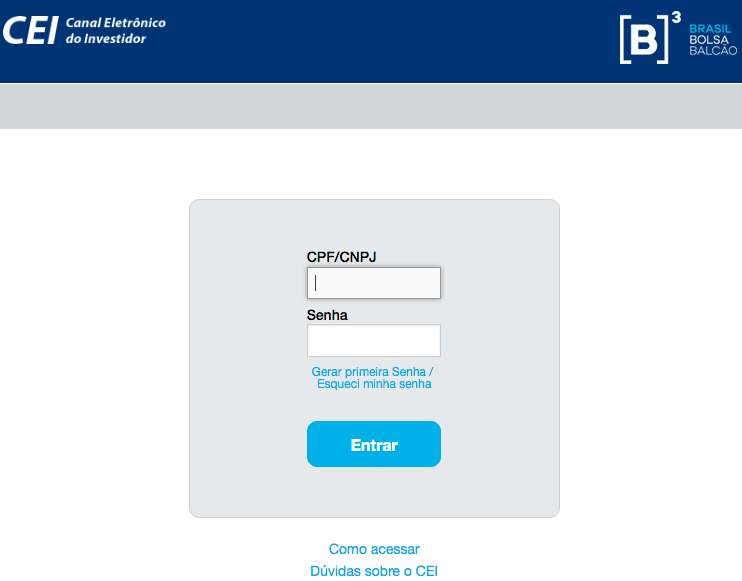 CEI Canal Eletrônico
do Investidor
[B]³ BRASIL
BOLSA
BALCÃO
CPF/CNPJ
Senha
Gerar primeira Senha /
Esqueci minha senha
Entrar
Como acessar
Dúvidas sobre o CEI